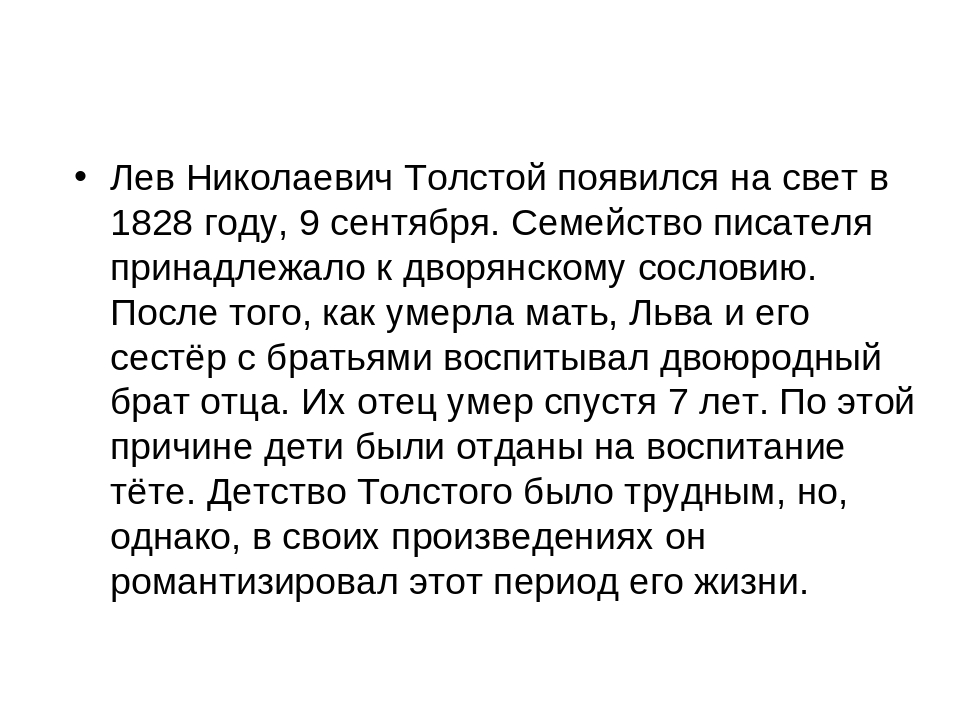 • Лев Николаевич Толстой появился на свет в
1828 году, 9 сентября. Семейство писателя
принадлежало к дворянскому сословию.
После того, как умерла мать, Льва и его
сестёр с братьями воспитывал двоюродный
брат отца. Их отец умер спустя 7 лет. По этой
причине дети были отданы на воспитание
тёте. Детство Толстого было трудным, но,
однако, в своих произведениях он
романтизировал этот период его жизни.